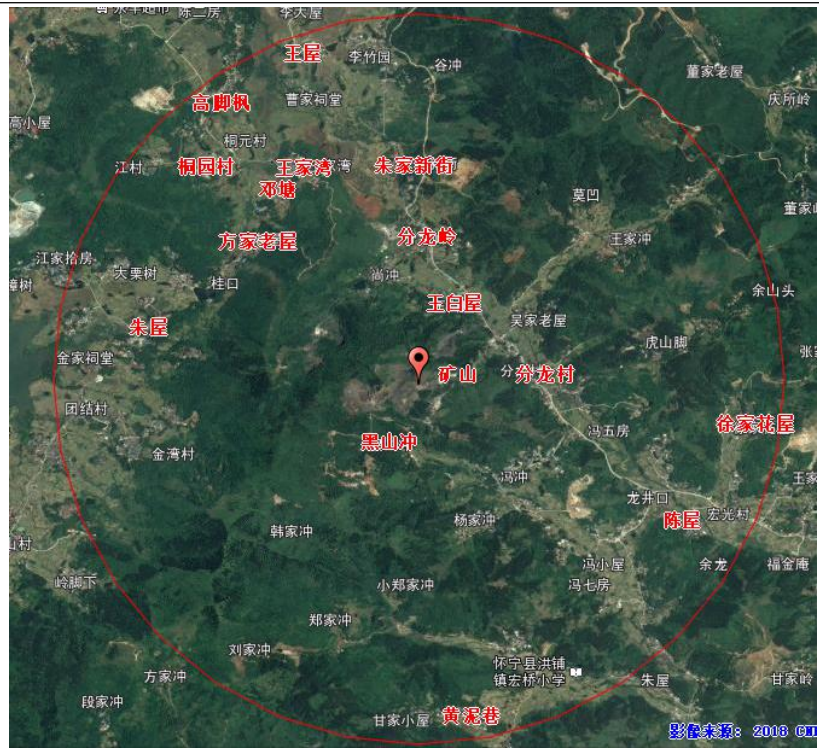 陈二房
李大屋
王屋
李竹园
谷冲
董家老屋
庆所岭
高脚枫
曹家祠堂
高小屋
桐元村
江村
桐园村
王家湾
朱家新街
邓塘
莫凹
董家
方家老屋
分龙岭
王家冲
江家拾房
大栗树
桂口
尚冲
余山头
王白屋
吴家老屋
朱屋
虎山脚
金家祠堂
矿山
分龙村
团结村
徐家花屋
金湾村
黑山冲
冯五房
冯冲
龙井口
杨家冲
陈屋
宏光村
韩家冲
岭脚下
冯小屋
余龙
福金庵
小郑家冲
冯七房
郑家冲
刘家冲
方家冲
怀宁县洪铺
镇宏桥小学
朱屋
甘家岭
段家冲
甘家小屋
黄泥巷
影像来源: 2018